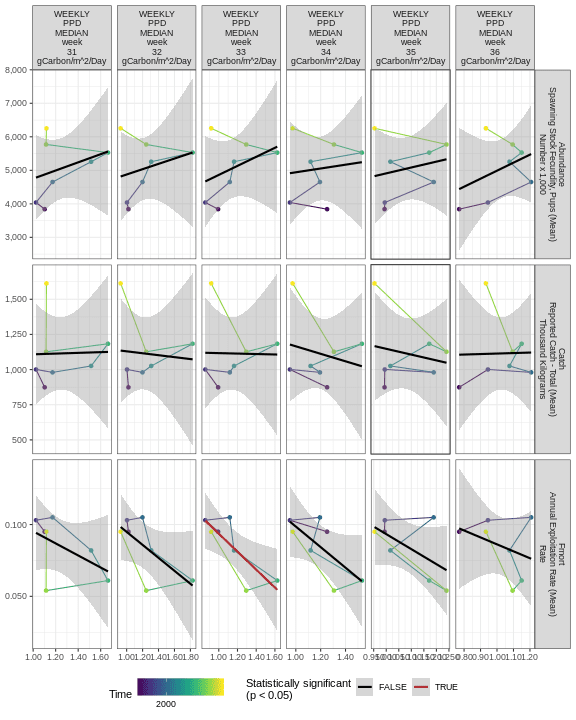 WEEKLY
PPD
MEDIAN
week
31
gCarbon/m^2/Day
WEEKLY
PPD
MEDIAN
week
32
gCarbon/m^2/Day
WEEKLY
PPD
MEDIAN
week
33
gCarbon/m^2/Day
WEEKLY
PPD
MEDIAN
week
34
gCarbon/m^2/Day
WEEKLY
PPD
MEDIAN
week
35
gCarbon/m^2/Day
WEEKLY
PPD
MEDIAN
week
36
gCarbon/m^2/Day
8,000
7,000
6,000
5,000
4,000
3,000
Abundance
Spawning Stock Fecundity, Pups (Mean)
Number x 1,000
1,500
1,250
1,000
750
500
Catch
Reported Catch - Total (Mean)
Thousand Kilograms
0.100
0.050
Fmort
Annual Exploitation Rate (Mean)
Rate
1.00 1.20 1.40 1.60
1.00 1.20 1.40 1.60 1.80
1.00 1.20 1.40 1.60
1.00 1.20 1.40
0.800 0.900 1.00 1.10 1.20
Time
2000
Statistically significant
(p < 0.05)
FALSE
TRUE